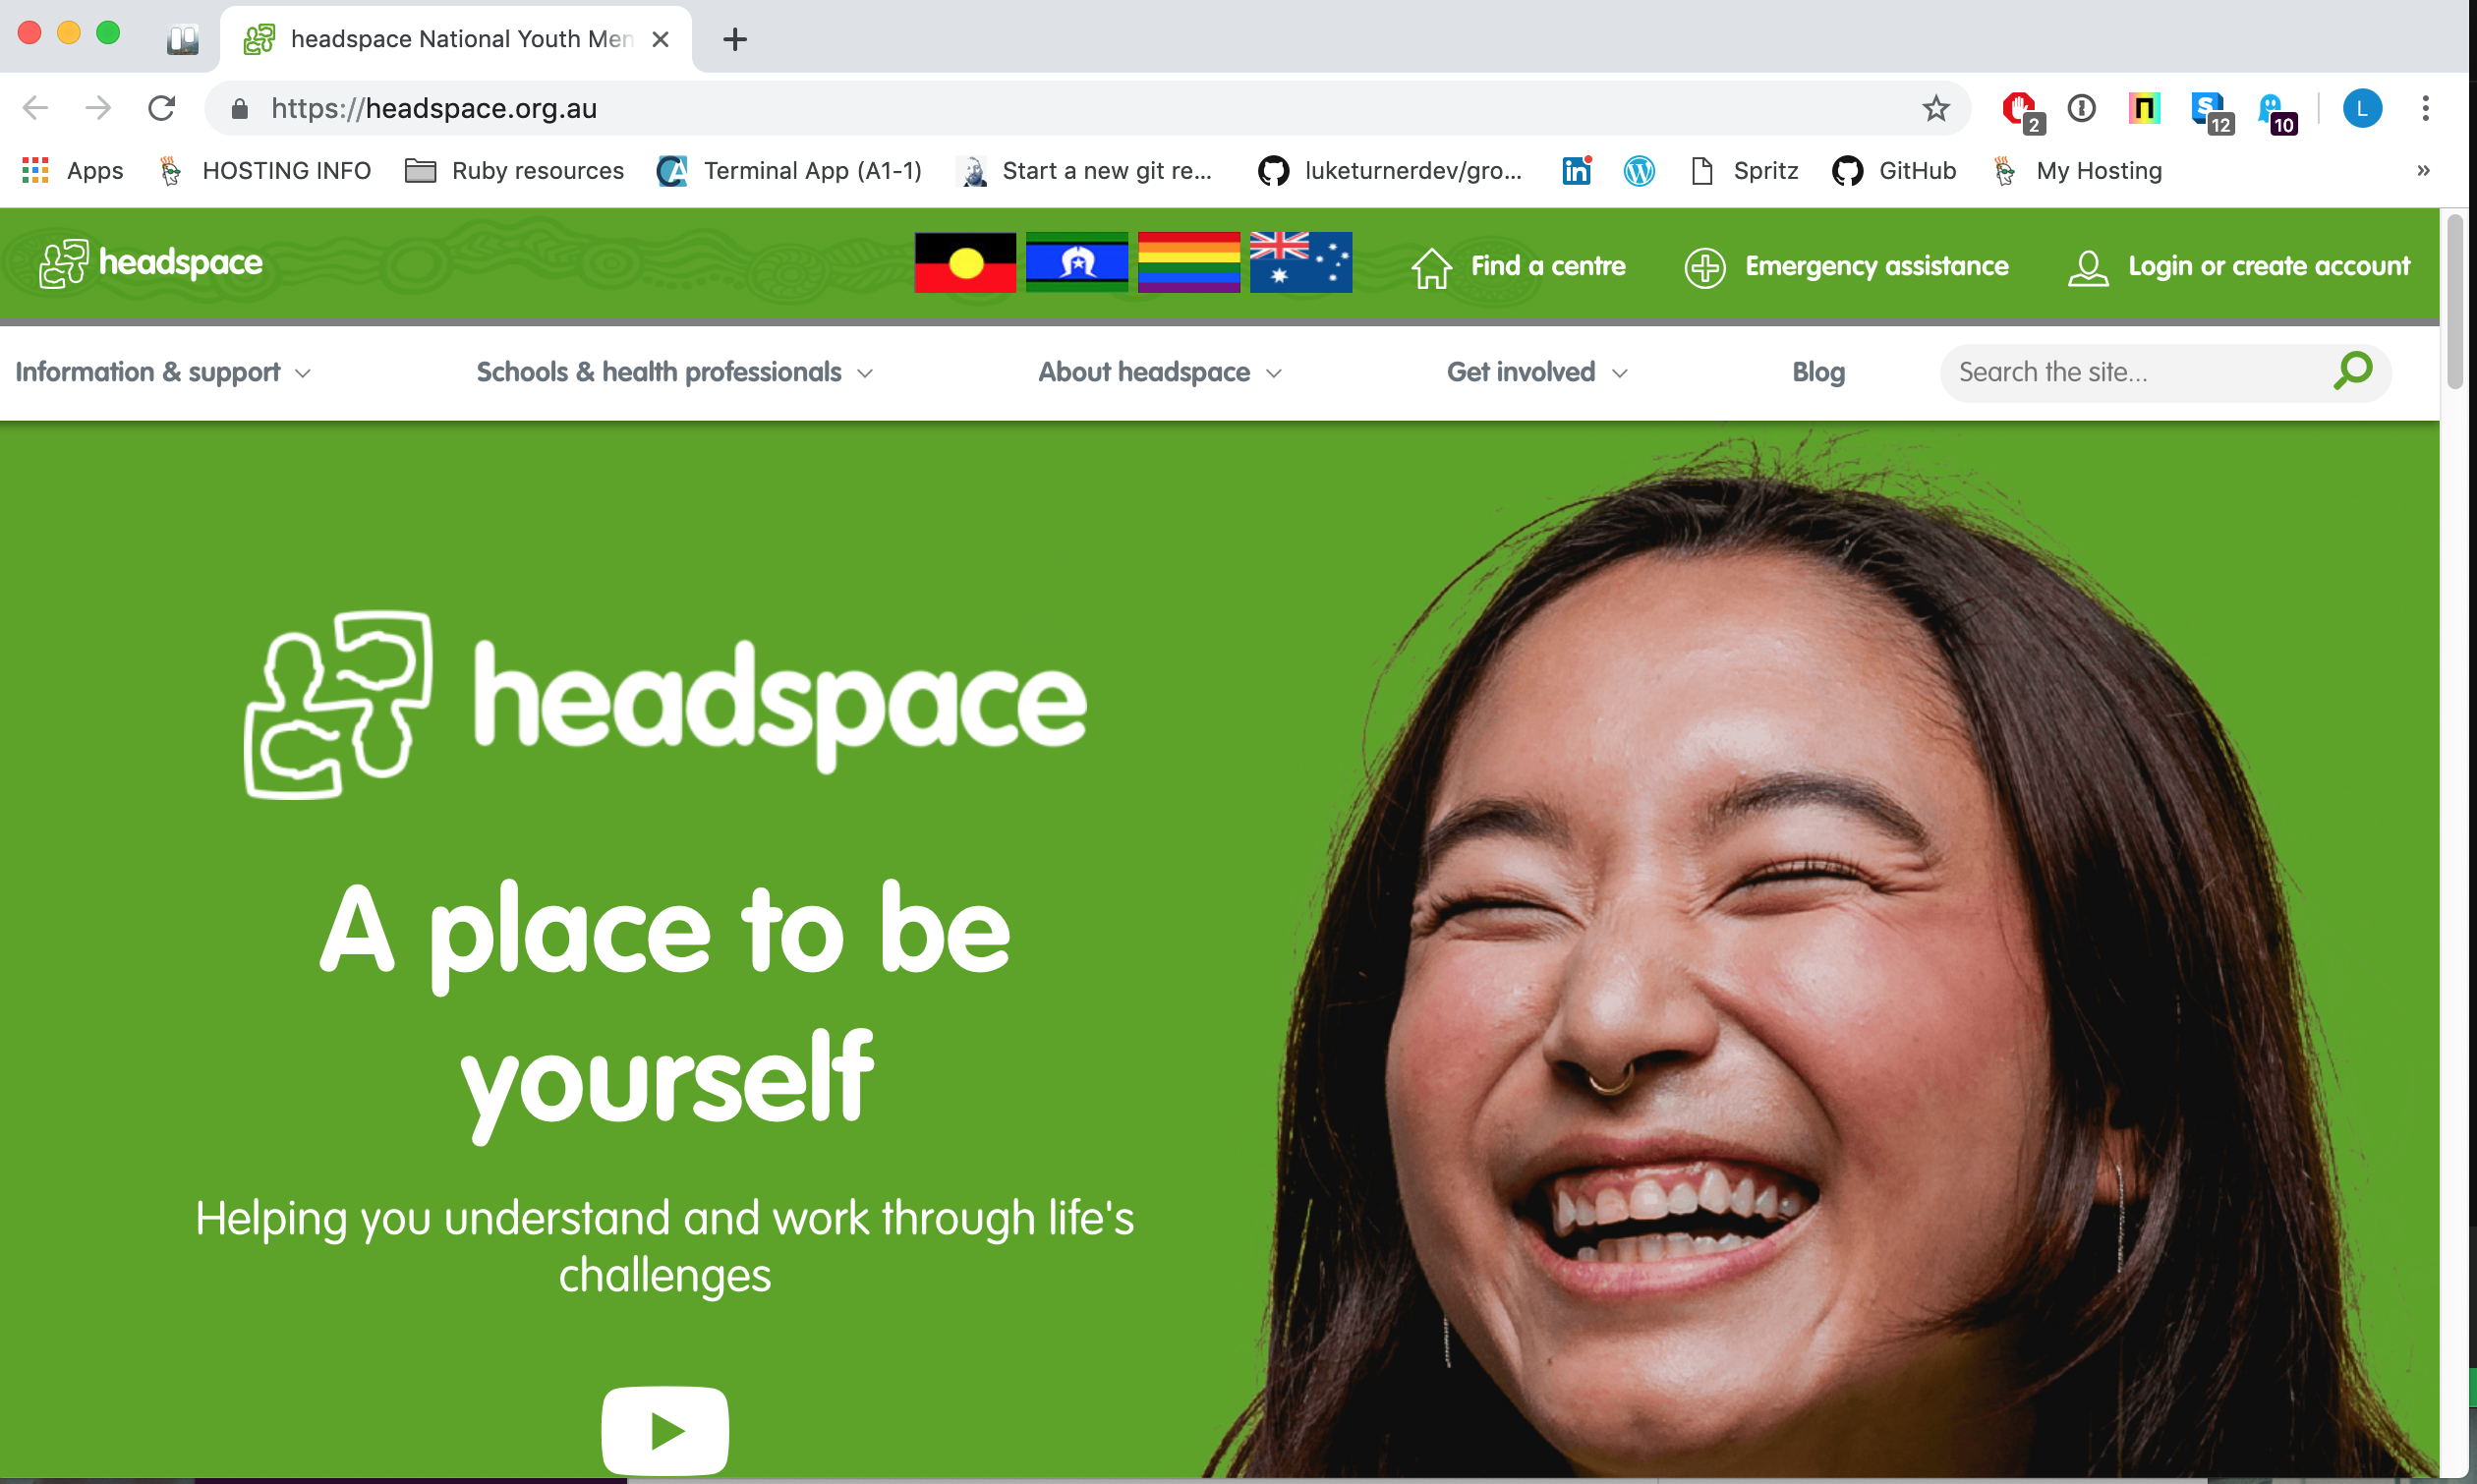 headspace National Youth Men
https://headspace.org.au
2
12
10
L
Apps
HOSTING INFO
Ruby resources
Terminal App (A1-1)
Start a new git re...
luketurnerdev/gro...
in
Spritz
GitHub
My Hosting
»
headspace
Find a centre
Emergency assistance
Login or create account
Information & support
Schools & health professionals
About headspace
Get involved
Blog
Search the site...
headspace
A place to be
yourself
Helping you understand and work through life's
challenges